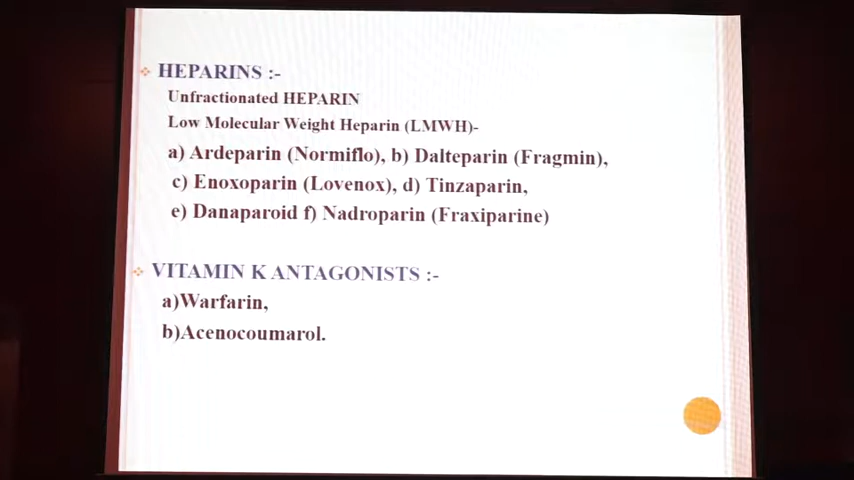 HEPARINS :-
Unfractionated HEPARIN
Low Molecular Weight Heparin (LMWH)-
a) Ardeparin (Normiflo), b) Dalteparin (Fragmin),
c) Enoxoparin (Lovenox), d) Tinzaparin,
e) Danaparoid f) Nadroparin (Fraxiparine)
VITAMIN K ANTAGONISTS :-
a)Warfarin,
b)Acenocoumarol.